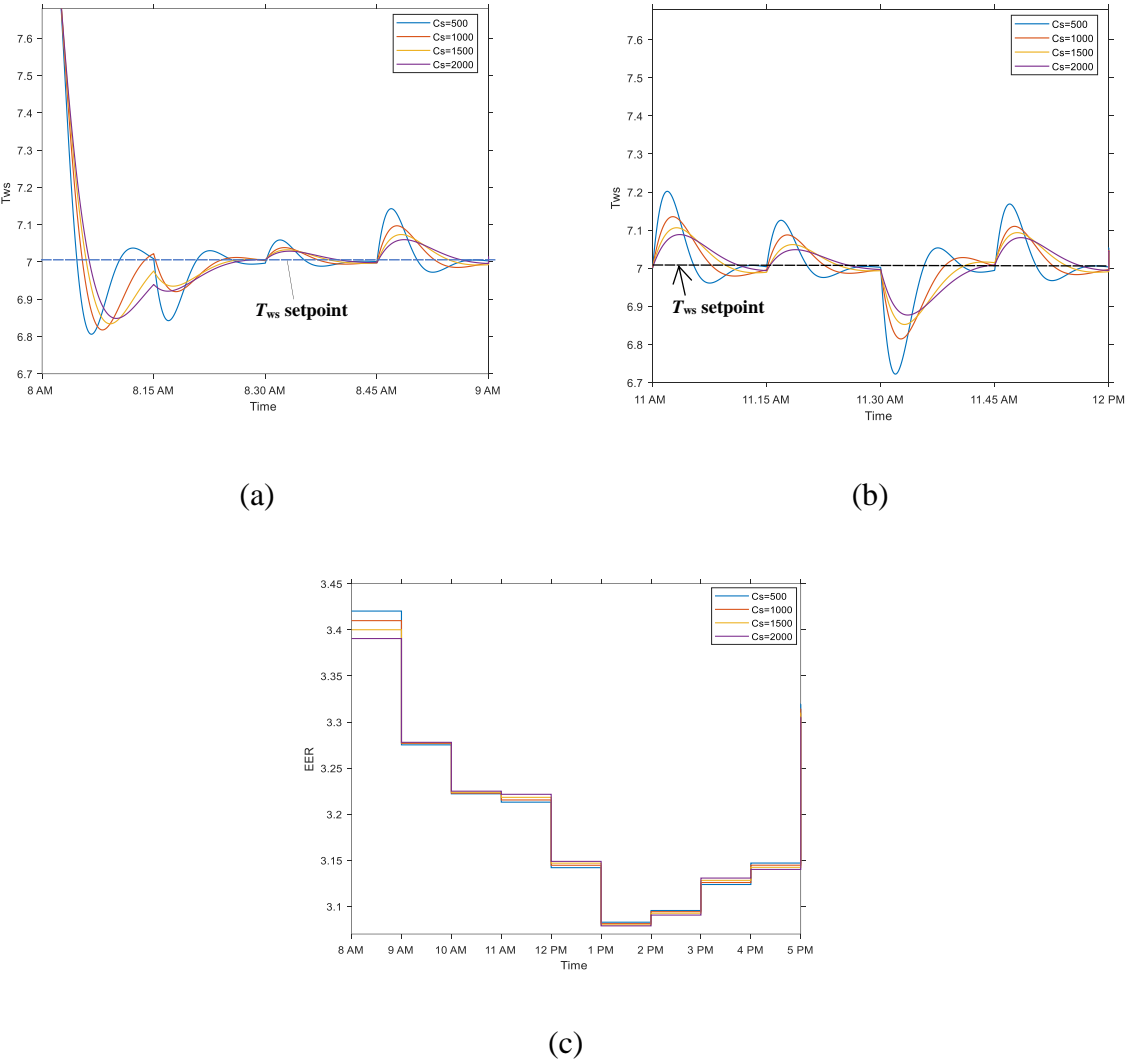 7.6
7.5
7.4
7.3
7.2
7.1
7
6.9
6.8
6.7
Tws
8 AM
8.15 AM
8.30 AM
8.45 AM
9 AM
Time
Cs=500
Cs=1000
Cs=1500
Cs=2000
Tws setpoint
(a)
7.6
7.5
7.4
7.3
7.2
7.1
7
6.9
6.8
6.7
Tws
11 AM
11.15 AM
11.30 AM
11.45 AM
12 PM
Time
Cs=500
Cs=1000
Cs=1500
Cs=2000
Tws setpoint
(b)
3.45
3.4
3.35
3.3
3.25
3.2
3.15
3.1
EER
8 AM
9 AM
10 AM
11 AM
12 PM
1 PM
2 PM
3 PM
4 PM
5 PM
Time
Cs=500
Cs=1000
Cs=1500
Cs=2000
(c)